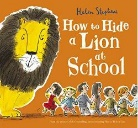 Helen Stephens
How to Hide
a Lion
at
School